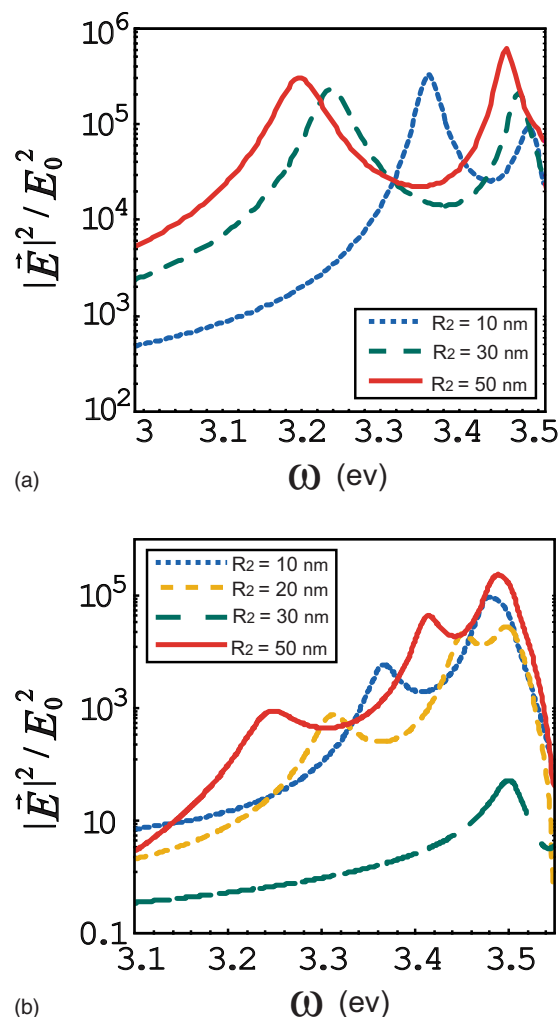 10^6
10^5
10^4
10^3
10^2
|E⃗|^2 / E_0^2
R2 = 10 nm
R2 = 30 nm
R2 = 50 nm
3 3.1 3.2 3.3 3.4 3.5
(a)
ω (ev)
R2 = 10 nm
R2 = 20 nm
R2 = 30 nm
R2 = 50 nm
10^5
10^3
10
0.1
|E⃗|^2 / E_0^2
3.1 3.2 3.3 3.4 3.5
(b)
ω (ev)